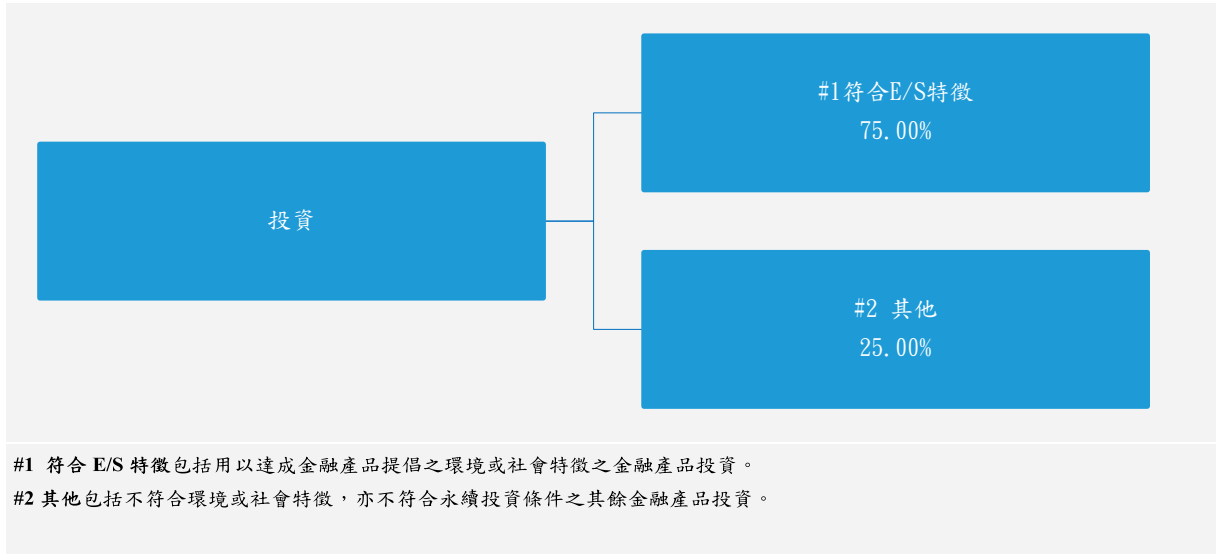 投資
#1符合E/S特徵
75.00%
#2 其他
25.00%
#1 符合 E/S 特徵包括用以達成金融產品提倡之環境或社會特徵之金融產品投資。
#2 其他包括不符合環境或社會特徵，亦不符合永續投資條件之其餘金融產品投資。